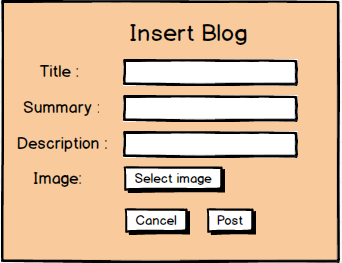 Insert Blog
Title :
Summary :
Description :
Image: Select image
Cancel Post